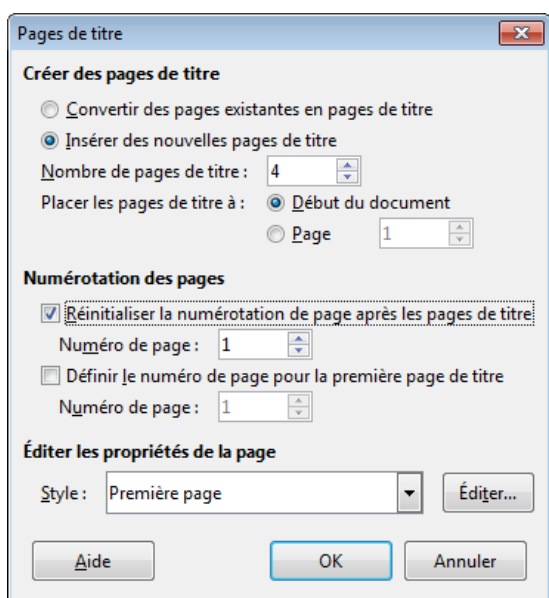 Pages de titre
Créer des pages de titre
Convertir des pages existantes en pages de titre
Insérer des nouvelles pages de titre
Nombre de pages de titre : 4
Placer les pages de titre à : Début du document
Page 1
Numérotation des pages
Réinitialiser la numérotation de page après les pages de titre
Numéro de page : 1
Définir le numéro de page pour la première page de titre
Numéro de page : 1
Éditer les propriétés de la page
Style : Première page Éditer...
Aide OK Annuler